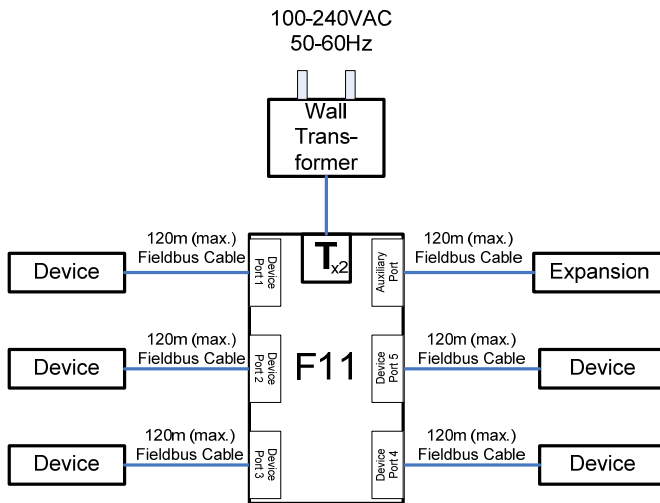 100-240VAC
50-60Hz
Wall
Trans-
former
Tx2
120m (max.)
Fieldbus Cable
Device
Device
Port 1
Auxiliary
Port
120m (max.)
Fieldbus Cable
Expansion
120m (max.)
Fieldbus Cable
Device
Device
Port 2
F11
Device
Port 5
120m (max.)
Fieldbus Cable
Device
120m (max.)
Fieldbus Cable
Device
Device
Port 3
Device
Port 4
120m (max.)
Fieldbus Cable
Device